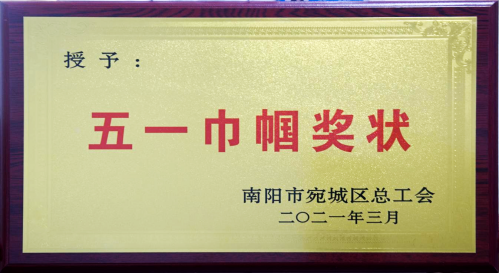 授予：
五一巾帼奖状
南阳市宛城区总工会
二〇二一年三月